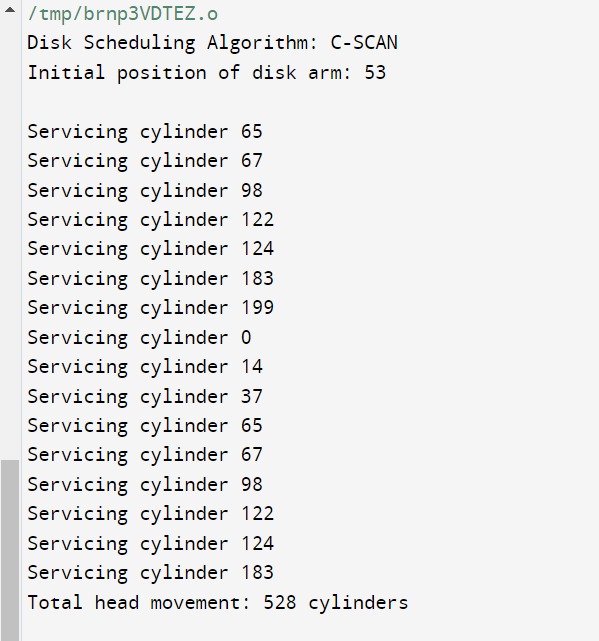 /tmp/brnp3VDTEZ.o
Disk Scheduling Algorithm: C-SCAN
Initial position of disk arm: 53
Servicing cylinder 65
Servicing cylinder 67
Servicing cylinder 98
Servicing cylinder 122
Servicing cylinder 124
Servicing cylinder 183
Servicing cylinder 199
Servicing cylinder 0
Servicing cylinder 14
Servicing cylinder 37
Servicing cylinder 65
Servicing cylinder 67
Servicing cylinder 98
Servicing cylinder 122
Servicing cylinder 124
Servicing cylinder 183
Total head movement: 528 cylinders